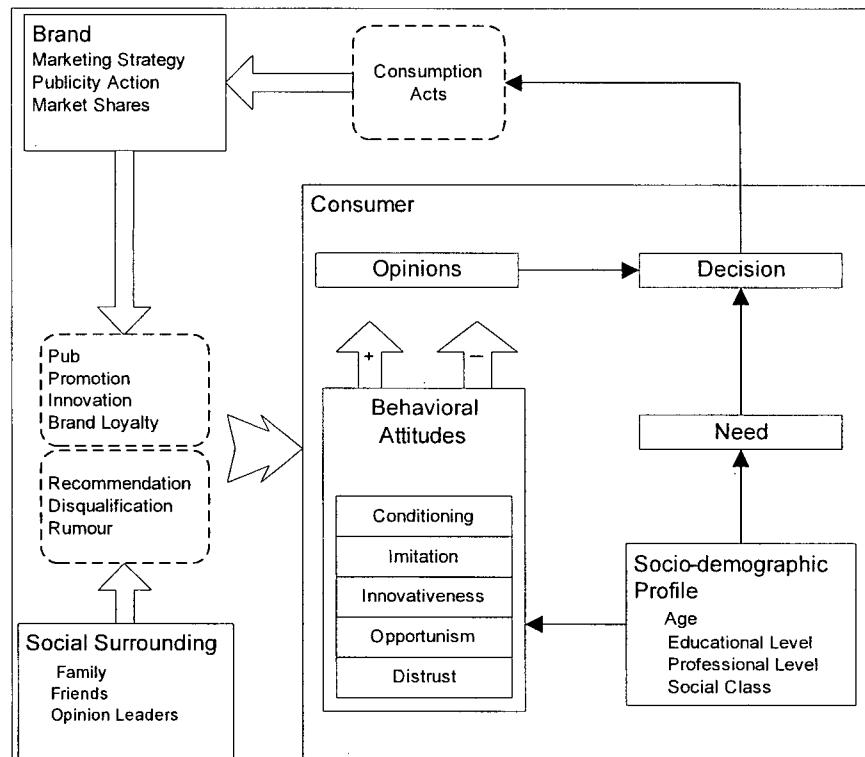 Brand
Marketing Strategy
Publicity Action
Market Shares
Consumption
Acts
Consumer
Opinions
Decision
Pub
Promotion
Innovation
Brand Loyalty
+
−
Behavioral
Attitudes
Need
Recommendation
Disqualification
Rumour
Conditioning
Imitation
Innovativeness
Opportunism
Distrust
Socio-demographic
Profile
Age
Educational Level
Professional Level
Social Class
Social Surrounding
Family
Friends
Opinion Leaders